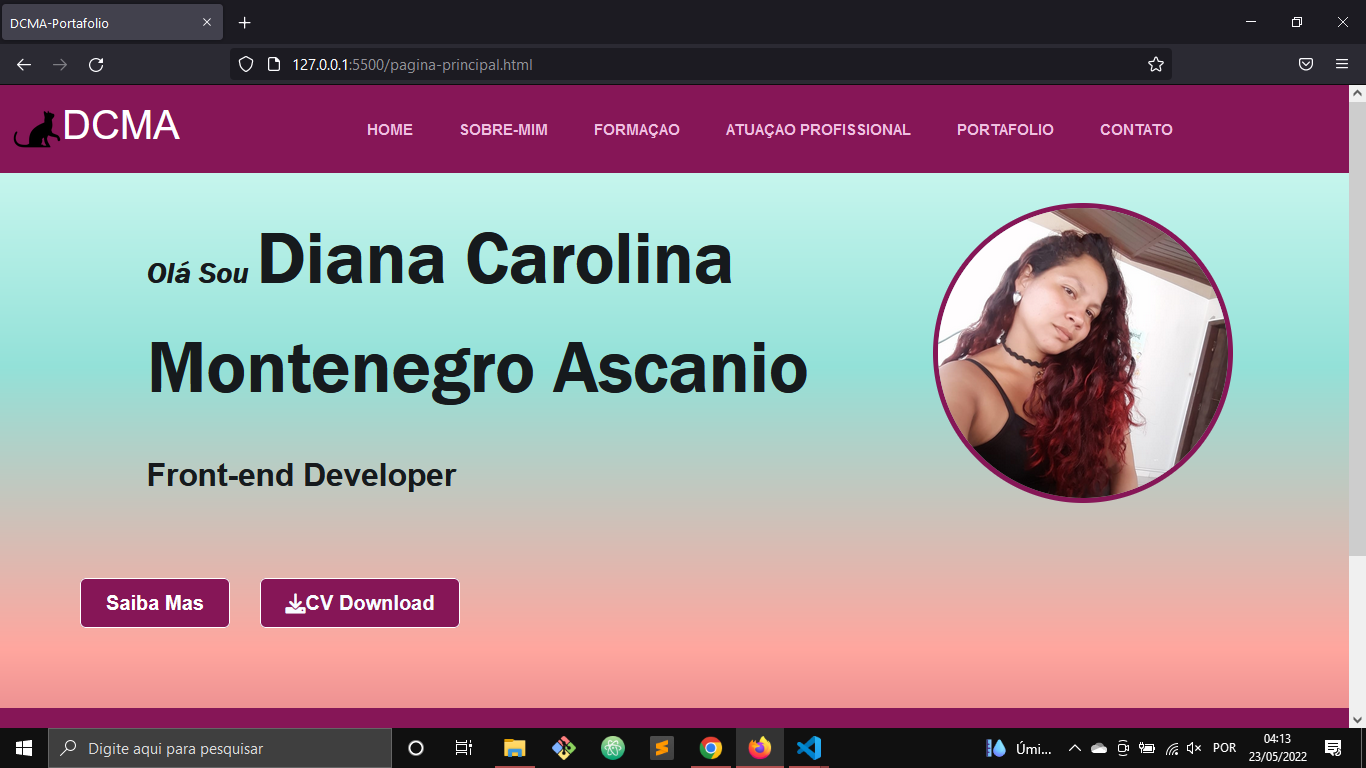 DCMA-Portafolio
127.0.0.1:5500/pagina-principal.html
DCMA
HOME SOBRE-MIM FORMAÇAO ATUAÇAO PROFISSIONAL PORTAFOLIO CONTATO
Olá Sou Diana Carolina
Montenegro Ascanio
Front-end Developer
Saiba Mas CV Download
Digite aqui para pesquisar
Úmi... POR 04:13
23/05/2022